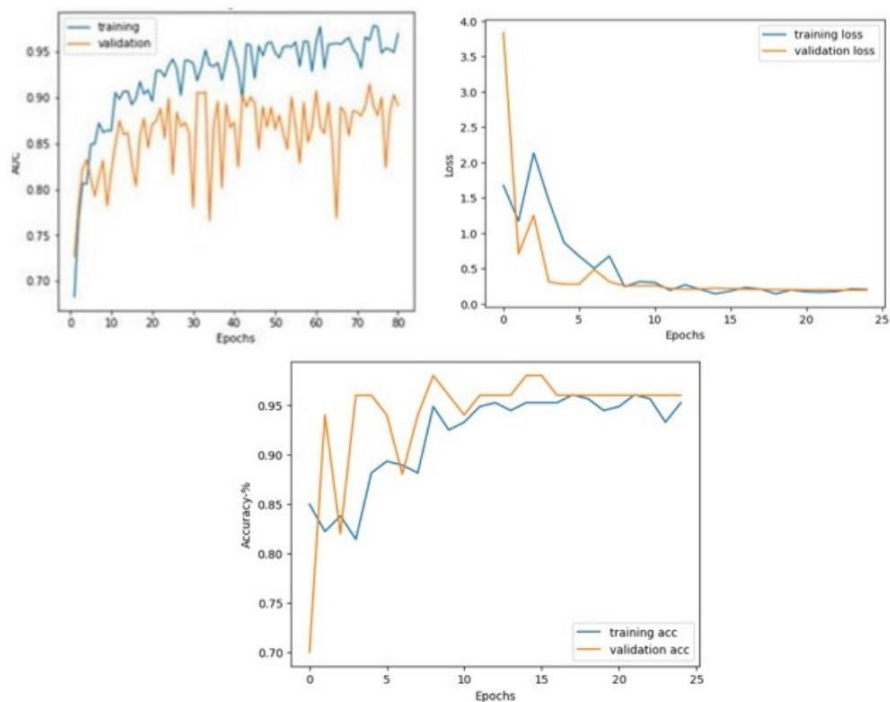 training
validation
0.95
0.90
0.85
0.80
0.75
0.70
AUC
0 10 20 30 40 50 60 70 80
Epochs
4.0
3.5
3.0
2.5
2.0
1.5
1.0
0.5
0.0
Loss
training loss
validation loss
0 5 10 15 20 25
Epochs
0.95
0.90
0.85
0.80
0.75
0.70
Accuracy-%
training acc
validation acc
0 5 10 15 20 25
Epochs